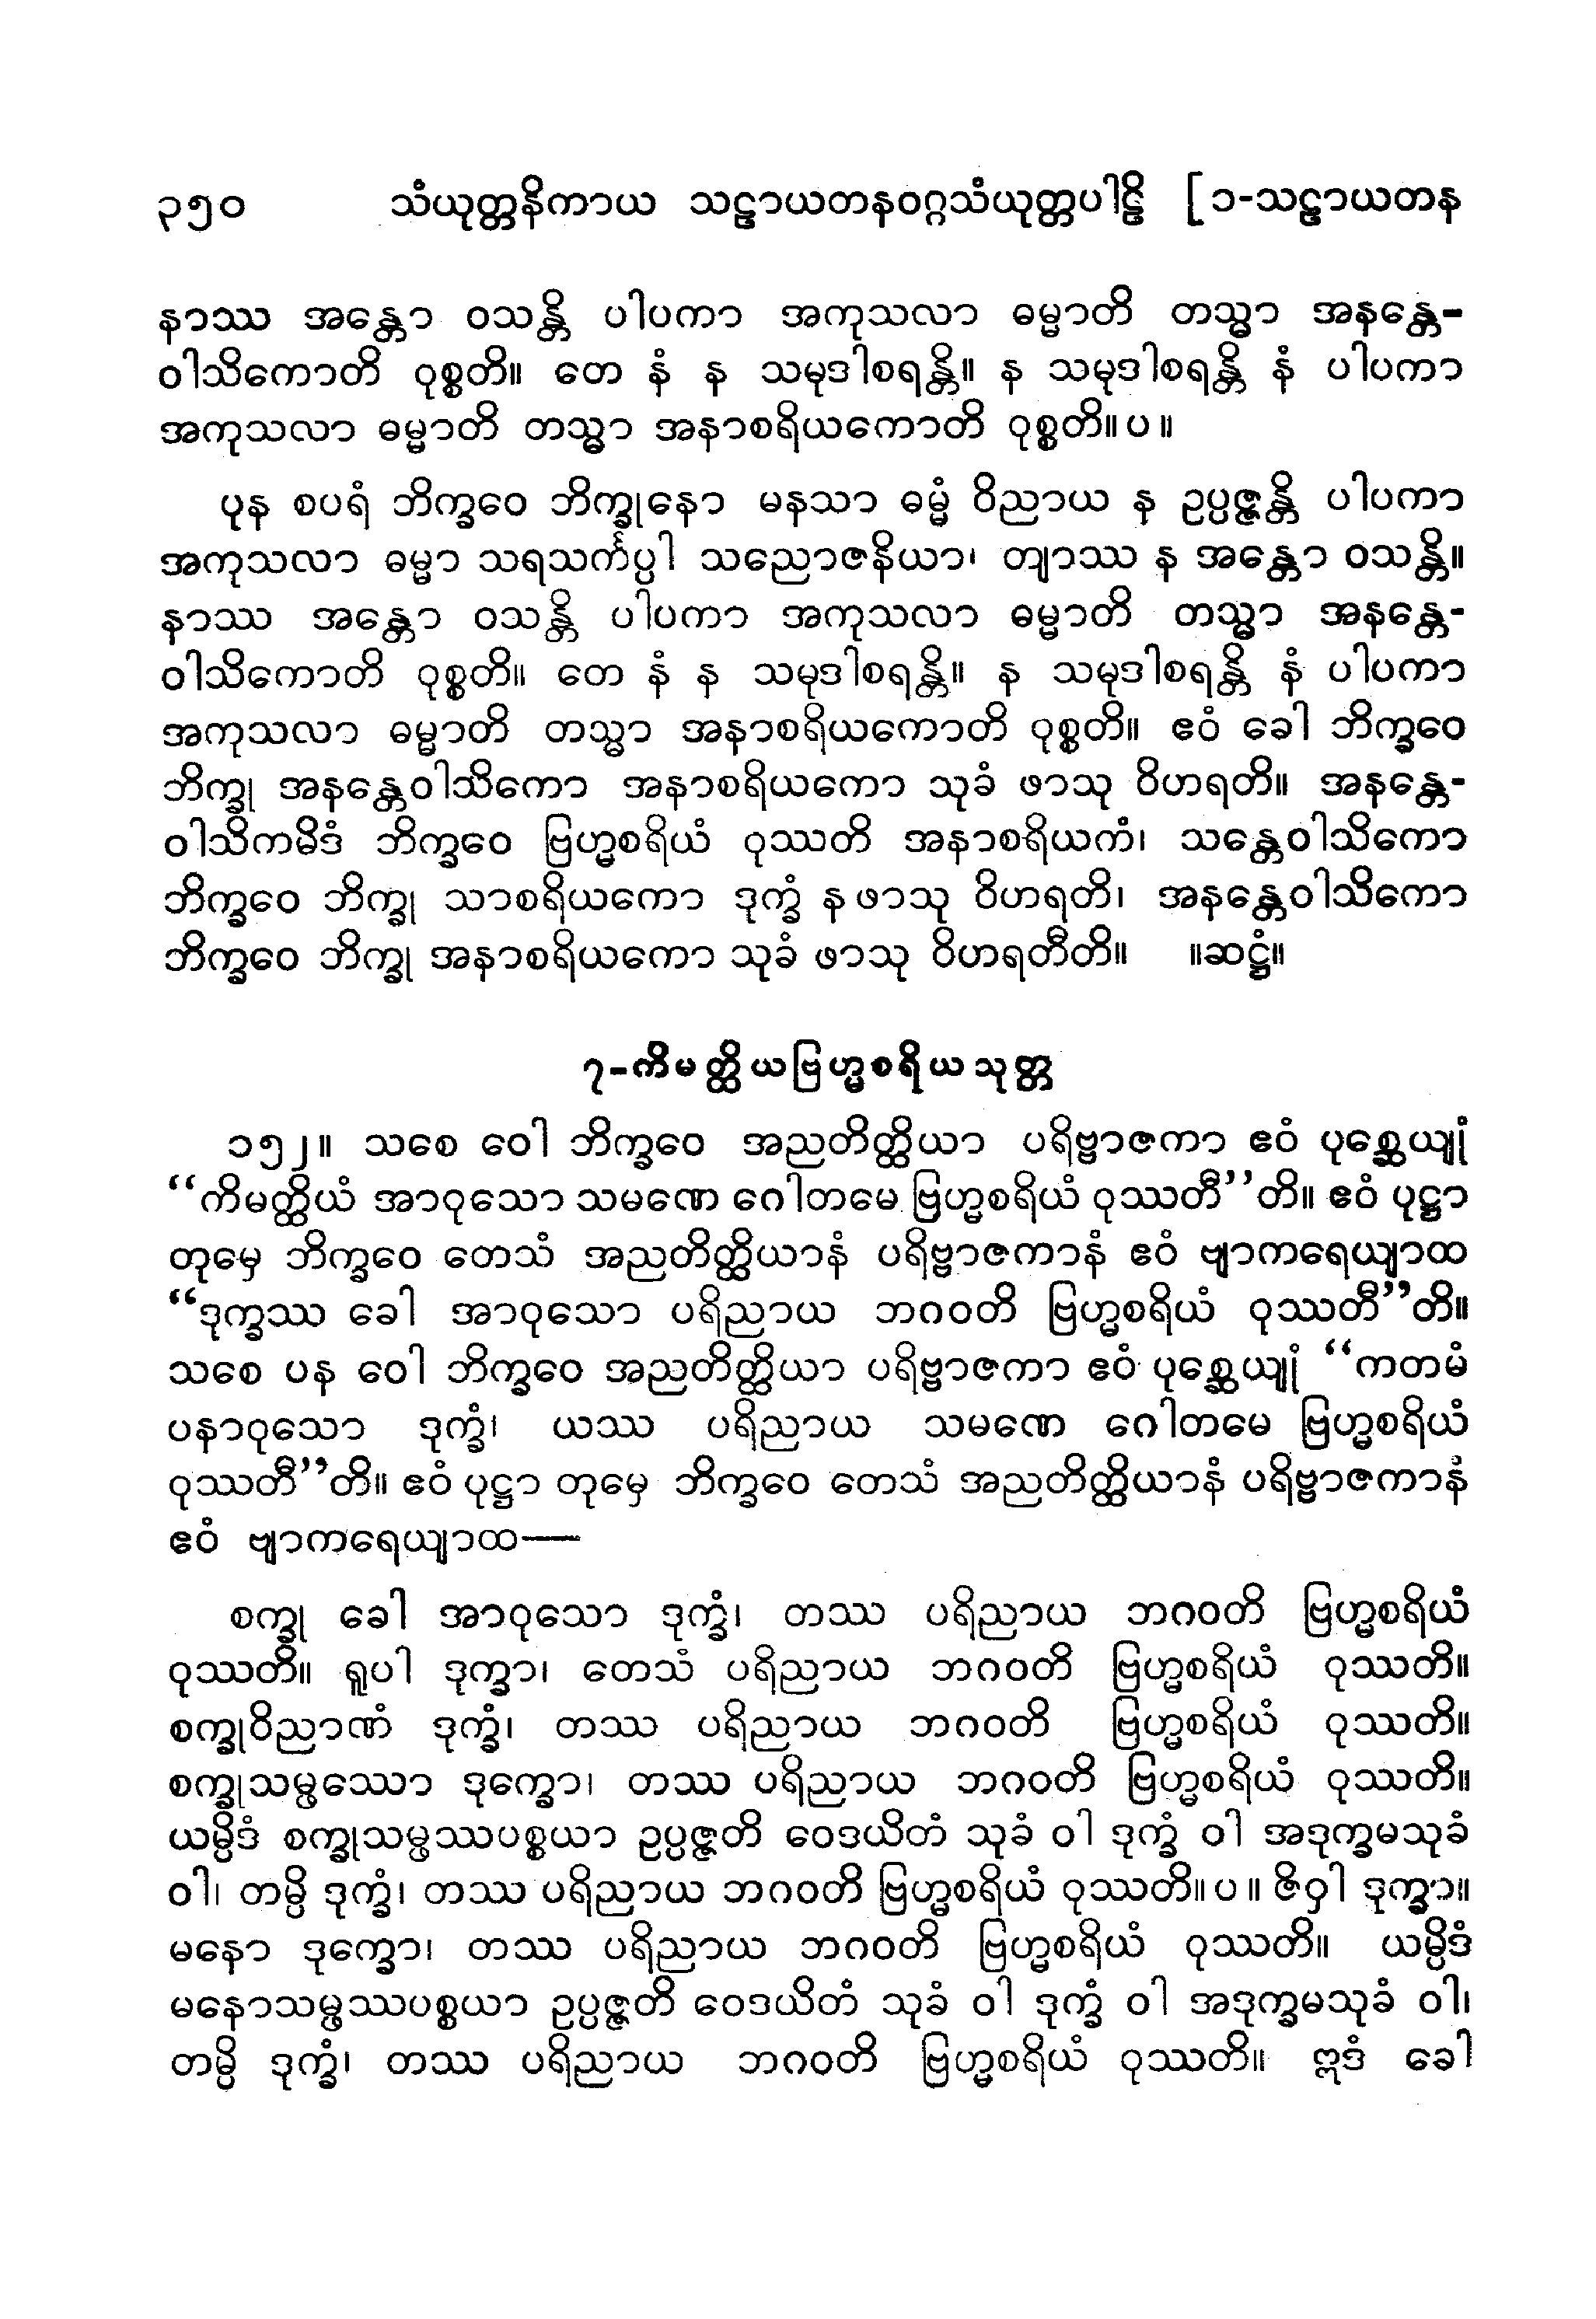 ၃၅၀ သံယုတ္တနိကာယ သဠာယတနဝဂ္ဂသံယုတ္တပါဠိ [ ၁-သဠာယတန
နာဿ အန္တော ဝသန္တိ ပါပကာ အကုသလာ ဓမ္မာတိ တသ္မာ အနန္တေ-
ဝါသိကောတိ ဝုစ္စတိ။ တေ နံ န သမုဒါစရန္တိ။ န သမုဒါစရန္တိ နံ ပါပကာ
အကုသလာ ဓမ္မာတိ တသ္မာ အနာစရိယကောတိ ဝုစ္စတိ။ ပ ။
ပုန စပရံ ဘိက္ခဝေ ဘိက္ခုနော မနသာ ဓမ္မံ ဝိညာယ န ဥပ္ပဇ္ဇန္တိ ပါပကာ
အကုသလာ ဓမ္မာ သရသင်္ကပ္ပါ သညောဇနိယာ၊ တျာဿ န အန္တော ဝသန္တိ။
နာဿ အန္တော ဝသန္တိ ပါပကာ အကုသလာ ဓမ္မာတိ တသ္မာ အနန္တေ-
ဝါသိကောတိ ဝုစ္စတိ။ တေ နံ န သမုဒါစရန္တိ။ န သမုဒါစရန္တိ နံ ပါပကာ
အကုသလာ ဓမ္မာတိ တသ္မာ အနာစရိယကောတိ ဝုစ္စတိ။ ဧဝံ ခေါ ဘိက္ခဝေ
ဘိက္ခု အနန္တေဝါသိကော အနာစရိယကော သုခံ ဖာသု ဝိဟရတိ။ အနန္တေ-
ဝါသိကမိဒံ ဘိက္ခဝေ ဗြဟ္မစရိယံ ဝုဿတိ အနာစရိယကံ၊ သန္တေဝါသိကော
ဘိက္ခဝေ ဘိက္ခု သာစရိယကော ဒုက္ခံ န ဖာသု ဝိဟရတိ၊ အနန္တေဝါသိကော
ဘိက္ခဝေ ဘိက္ခု အနာစရိယကော သုခံ ဖာသု ဝိဟရတီတိ။ ။ဆဋ္ဌံ။
၇-ကိမတ္ထိယဗြဟ္မစရိယသုတ္တ
၁၅၂။ သစေ ဝေါ ဘိက္ခဝေ အညတိတ္ထိယာ ပရိဗ္ဗာဇကာ ဧဝံ ပုစ္ဆေယျုံ
“ကိမတ္ထိယံ အာဝုသော သမဏေ ဂေါတမေ ဗြဟ္မစရိယံ ဝုဿတီ”တိ။ ဧဝံ ပုဋ္ဌာ
တုမှေ ဘိက္ခဝေ တေသံ အညတိတ္ထိယာနံ ပရိဗ္ဗာဇကာနံ ဧဝံ ဗျာကရေယျာထ
“ဒုက္ခဿ ခေါ အာဝုသော ပရိညာယ ဘဂဝတိ ဗြဟ္မစရိယံ ဝုဿတီ”တိ။
သစေ ပန ဝေါ ဘိက္ခဝေ အညတိတ္ထိယာ ပရိဗ္ဗာဇကာ ဧဝံ ပုစ္ဆေယျုံ “ကတမံ
ပနာဝုသော ဒုက္ခံ၊ ယဿ ပရိညာယ သမဏေ ဂေါတမေ ဗြဟ္မစရိယံ
ဝုဿတီ”တိ။ ဧဝံ ပုဋ္ဌာ တုမှေ ဘိက္ခဝေ တေသံ အညတိတ္ထိယာနံ ပရိဗ္ဗာဇကာနံ
ဧဝံ ဗျာကရေယျာထ—
စက္ခု ခေါ အာဝုသော ဒုက္ခံ၊ တဿ ပရိညာယ ဘဂဝတိ ဗြဟ္မစရိယံ
ဝုဿတိ။ ရူပါ ဒုက္ခာ၊ တေသံ ပရိညာယ ဘဂဝတိ ဗြဟ္မစရိယံ ဝုဿတိ။
စက္ခုဝိညာဏံ ဒုက္ခံ၊ တဿ ပရိညာယ ဘဂဝတိ ဗြဟ္မစရိယံ ဝုဿတိ။
စက္ခုသမ္ဖဿော ဒုက္ခော၊ တဿ ပရိညာယ ဘဂဝတိ ဗြဟ္မစရိယံ ဝုဿတိ။
ယမ္ပိဒံ စက္ခုသမ္ဖဿပစ္စယာ ဥပ္ပဇ္ဇတိ ဝေဒယိတံ သုခံ ဝါ ဒုက္ခံ ဝါ အဒုက္ခမသုခံ
ဝါ၊ တမ္ပိ ဒုက္ခံ၊ တဿ ပရိညာယ ဘဂဝတိ ဗြဟ္မစရိယံ ဝုဿတိ။ ပ ။ ဇိဝှါ ဒုက္ခာ။
မနော ဒုက္ခော၊ တဿ ပရိညာယ ဘဂဝတိ ဗြဟ္မစရိယံ ဝုဿတိ။ ယမ္ပိဒံ
မနောသမ္ဖဿပစ္စယာ ဥပ္ပဇ္ဇတိ ဝေဒယိတံ သုခံ ဝါ ဒုက္ခံ ဝါ အဒုက္ခမသုခံ ဝါ၊
တမ္ပိ ဒုက္ခံ၊ တဿ ပရိညာယ ဘဂဝတိ ဗြဟ္မစရိယံ ဝုဿတိ။ ဣဒံ ခေါ